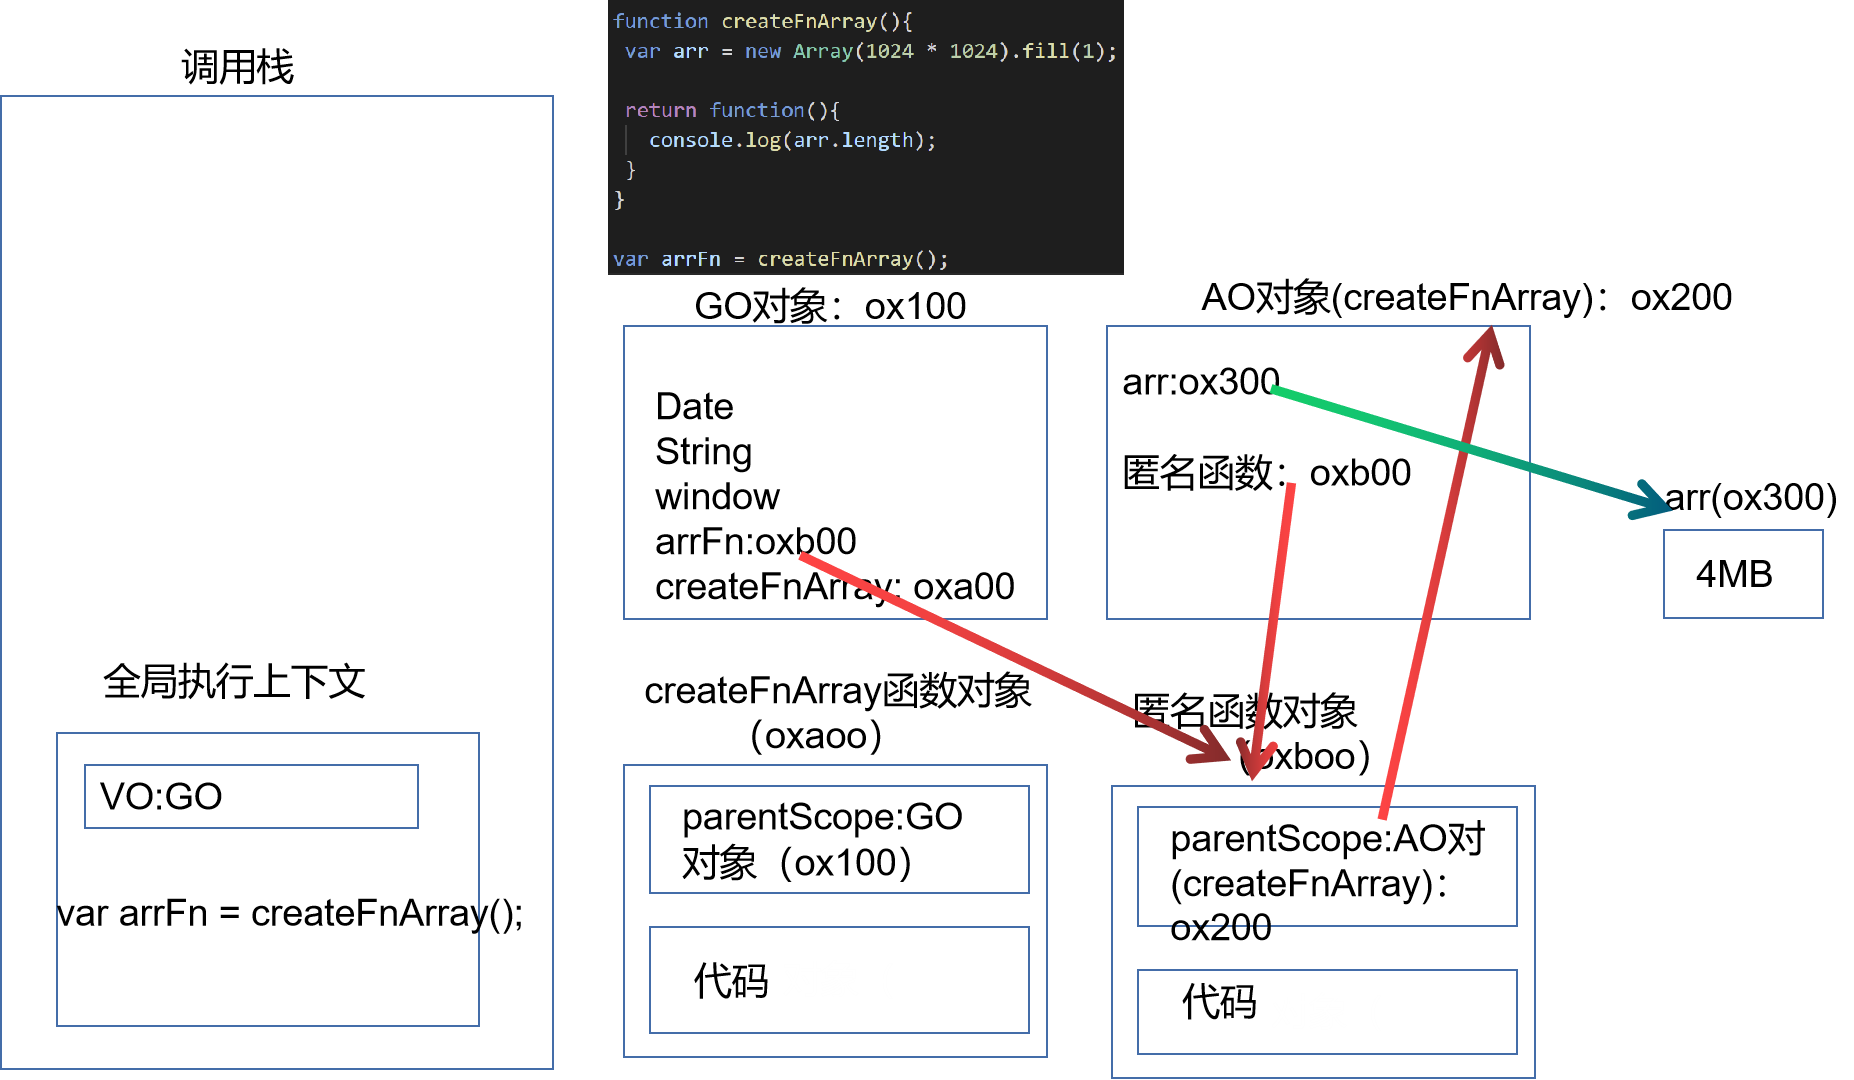 调用栈
function createFnArray(){
var arr = new Array(1024 * 1024).fill(1);
return function(){
console.log(arr.length);
}
}
var arrFn = createFnArray();
GO对象：ox100
Date
String
window
arrFn:oxb00
createFnArray: oxa00
AO对象(createFnArray)：ox200
arr:ox300
匿名函数：oxb00
arr(ox300)
4MB
全局执行上下文
VO:GO
var arrFn = createFnArray();
createFnArray函数对象
（oxaoo）
parentScope:GO
对象（ox100）
代码
匿名函数对象
（oxboo）
parentScope:AO对
(createFnArray)：
ox200
代码